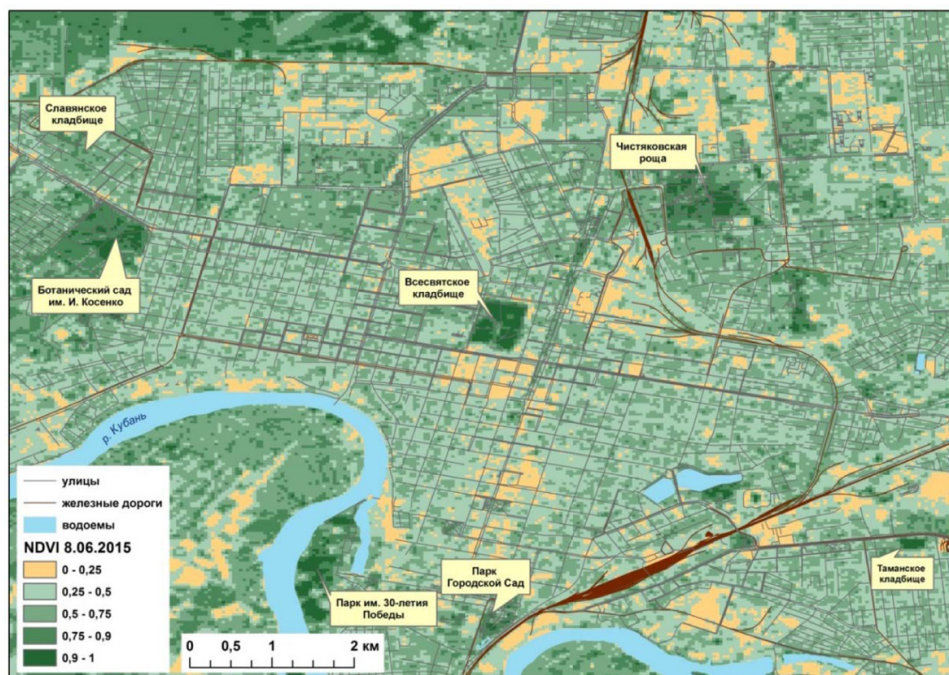 Славянское
кладбище
Чистяковская
роща
Ботанический сад
им. И. Косенко
Всесвятское
кладбище
р. Кубань
улицы
железные дороги
водоемы
NDVI 8.06.2015
0 - 0,25
0,25 - 0,5
0,5 - 0,75
0,75 - 0,9
0,9 - 1
0 0,5 1 2 км
Парк им. 30-летия
Победы
Парк
Городской Сад
Таманское
кладбище